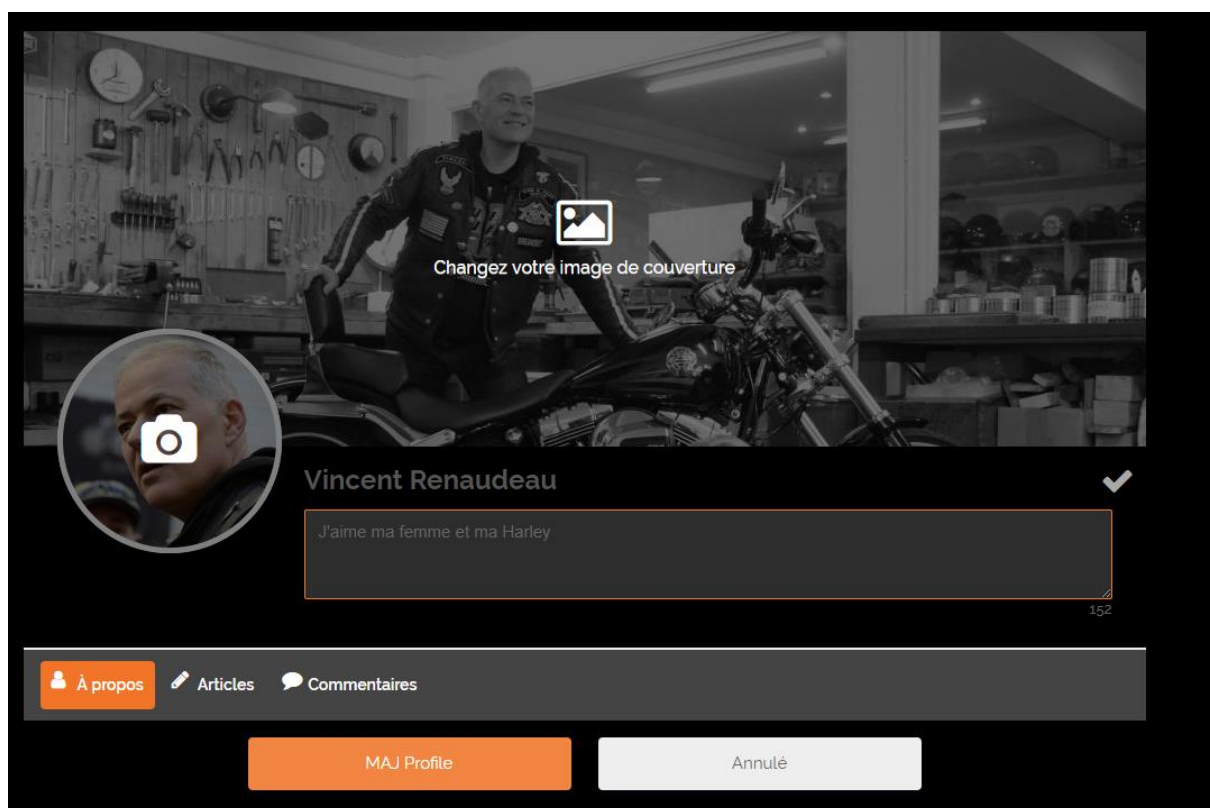 Changez votre image de couverture
Vincent Renaudeau
J'aime ma femme et ma Harley
152
À propos
Articles
Commentaires
MAJ Profile
Annulé